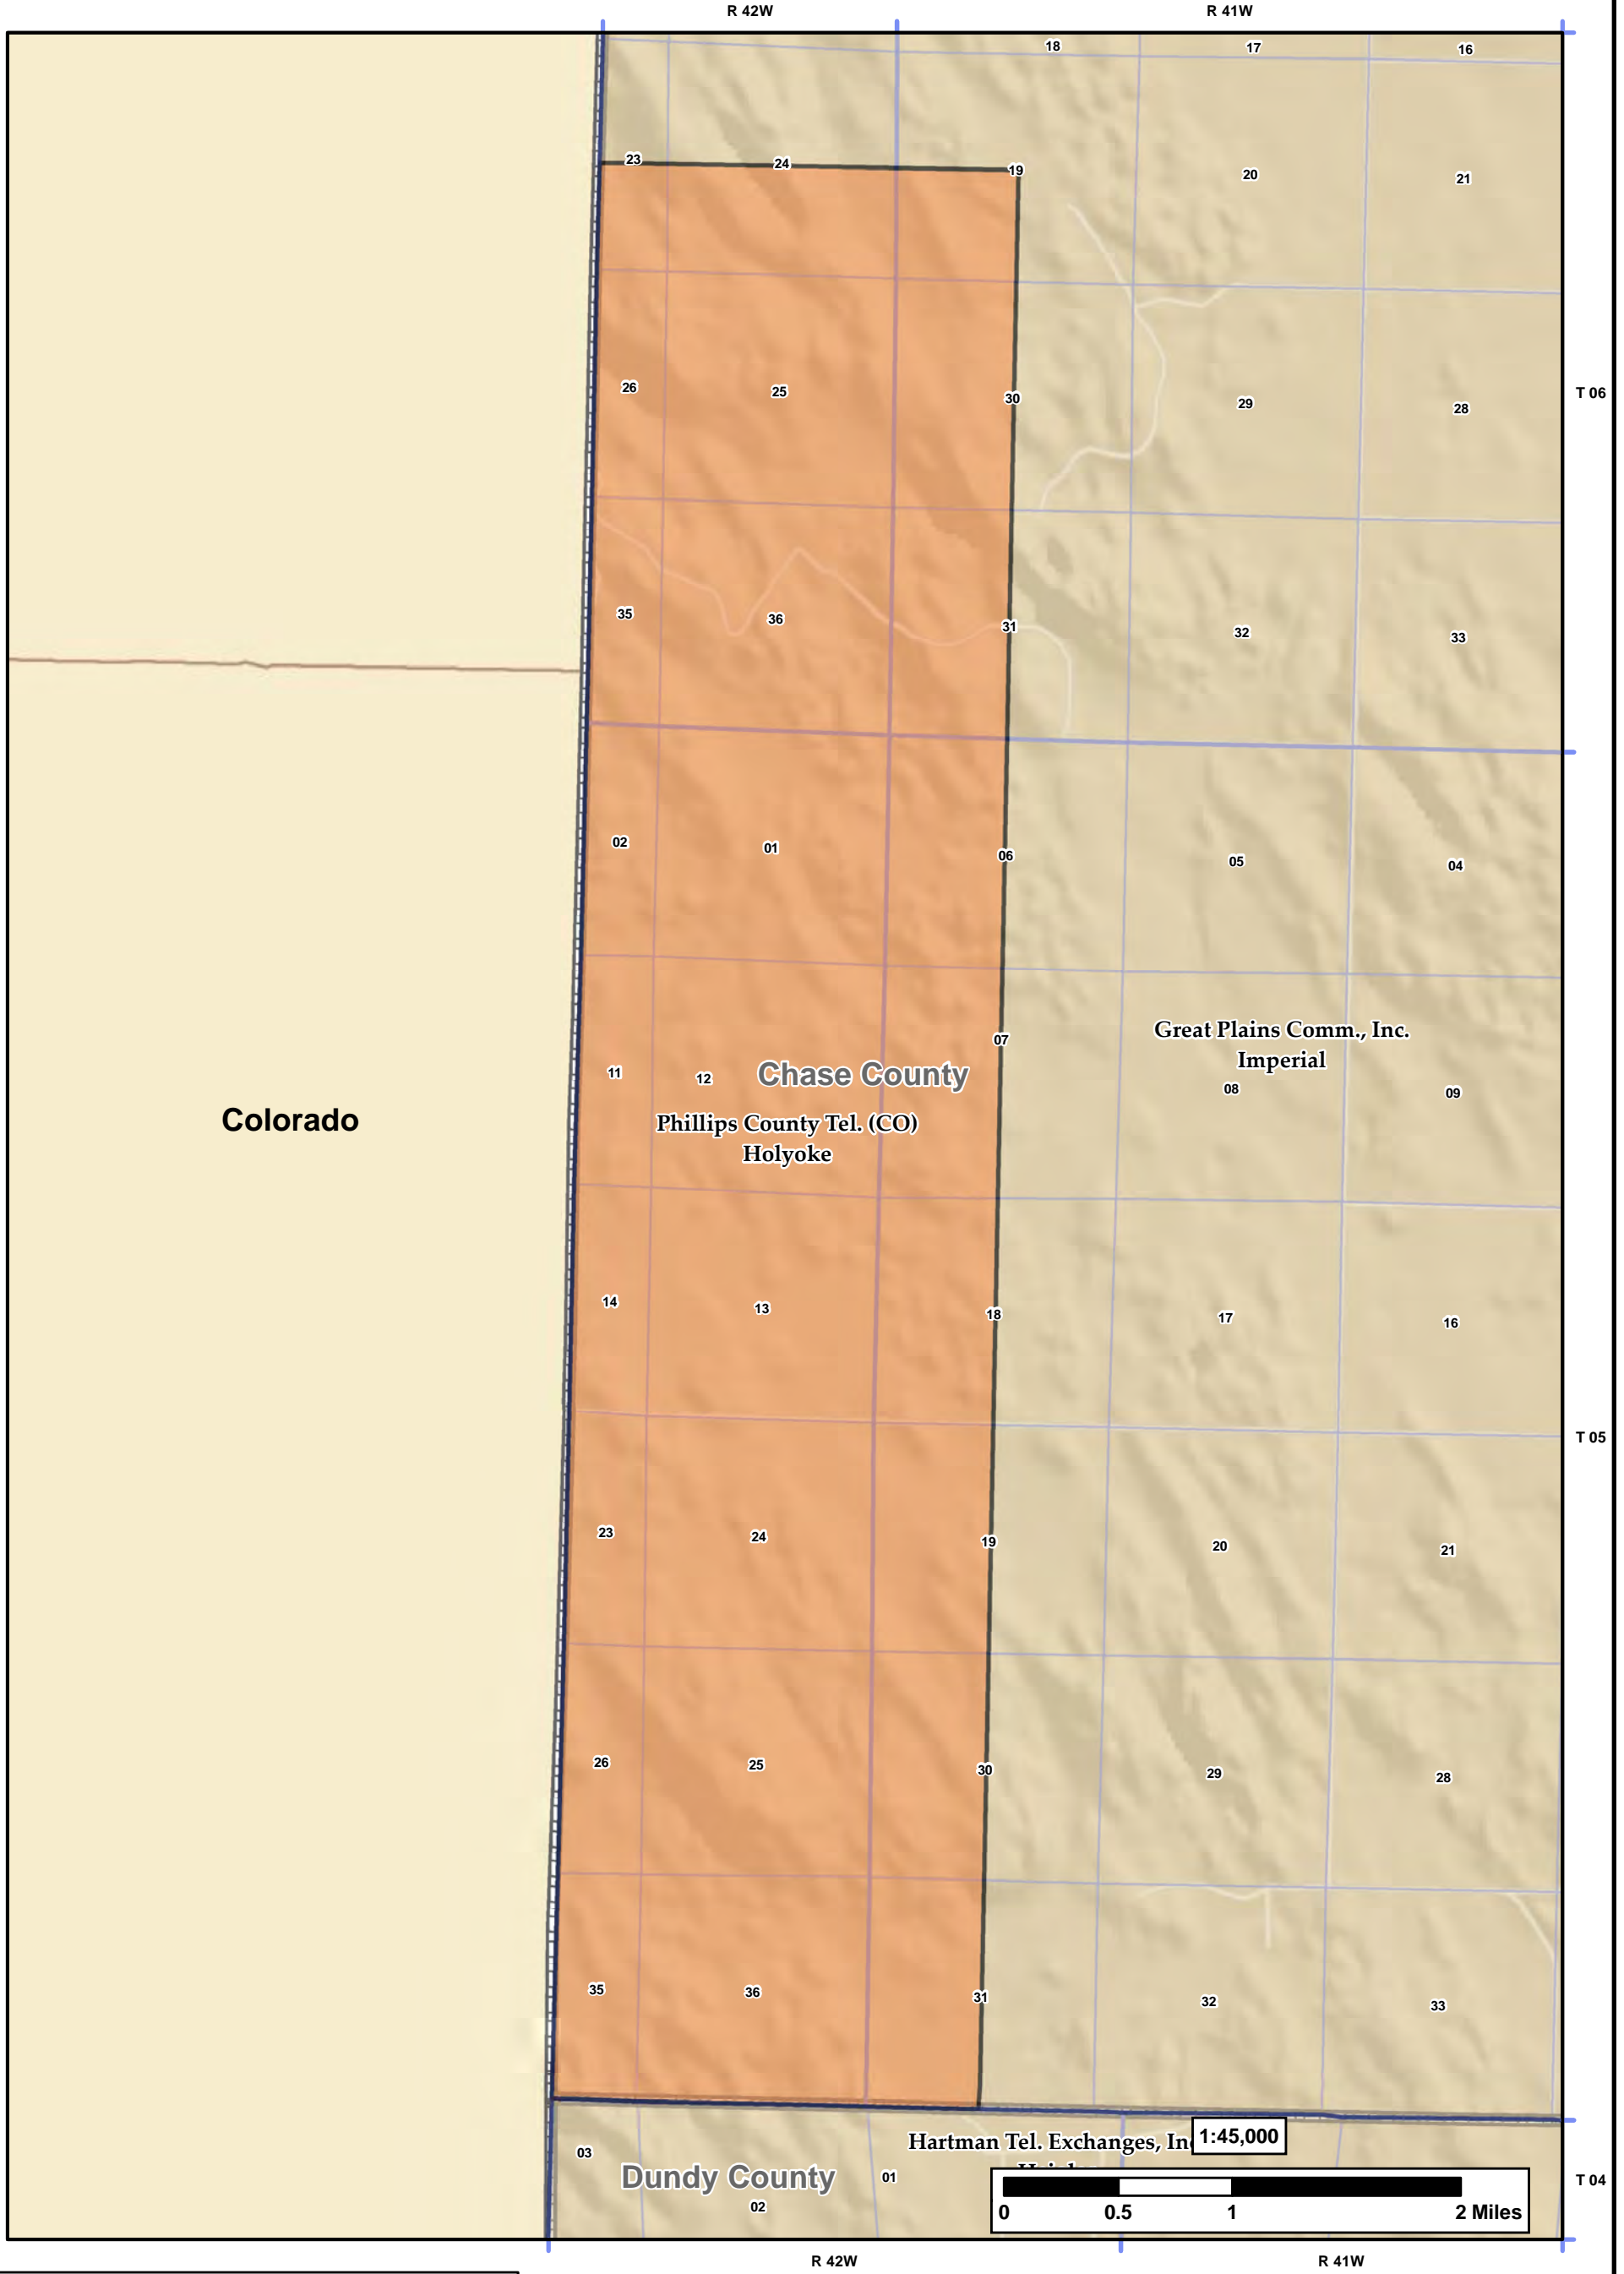 R 42W R 41W
18 17 16
23 24 19 20 21
26 25 30 29 28 T 06
35 36 31 32 33
02 01 06 05 04
Great Plains Comm., Inc.
Imperial
07
Chase County
11 12 08 09
Colorado
Phillips County Tel. (CO)
Holyoke
14 13 18 17 16
T 05
23 24 19 20 21
26 25 30 29 28
35 36 31 32 33
Hartman Tel. Exchanges,
1:45,000
03
Dundy County 01 T 04
02
0 0.5 1 2 Miles
R 42W R 41W